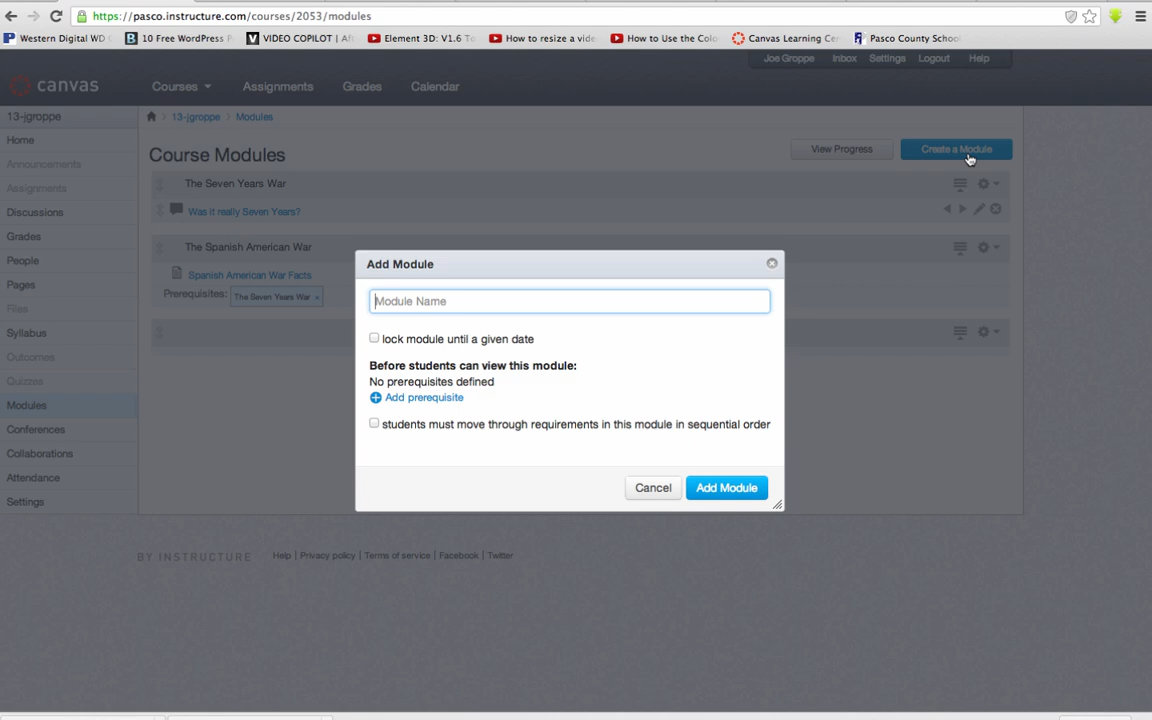 https://pasco.instructure.com/courses/2053/modules
Western Digital WD
10 Free WordPress
VIDEO COPILOT | Aft
Element 3D: V1.6 T
How to resize a vide
How to Use the Colo
Canvas Learning Ce
Pasco County Schoo
Joe Groppe Inbox Settings Logout Help
canvas Courses Assignments Grades Calendar
13-jgroppe
13-jgroppe > Modules
Home
Announcements
Assignments
Discussions
Grades
People
Pages
Files
Syllabus
Outcomes
Quizzes
Modules
Conferences
Collaborations
Attendance
Settings
Course Modules
View Progress
Create a Module
The Seven Years War
Was it really Seven Years?
The Spanish American War
Spanish American War Facts
Prerequisites: The Seven Years War
Add Module
Module Name
lock module until a given date
Before students can view this module:
No prerequisites defined
Add prerequisite
students must move through requirements in this module in sequential order
Cancel
Add Module
BY INSTRUCTURE Help | Privacy policy | Terms of service | Facebook | Twitter